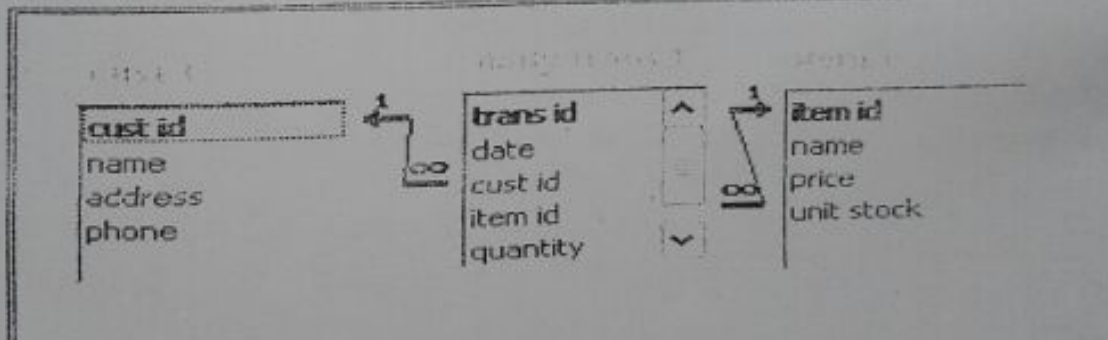 cust id
name
address
phone
1
∞
trans id
date
cust id
item id
quantity
1
∞
item id
name
price
unit stock